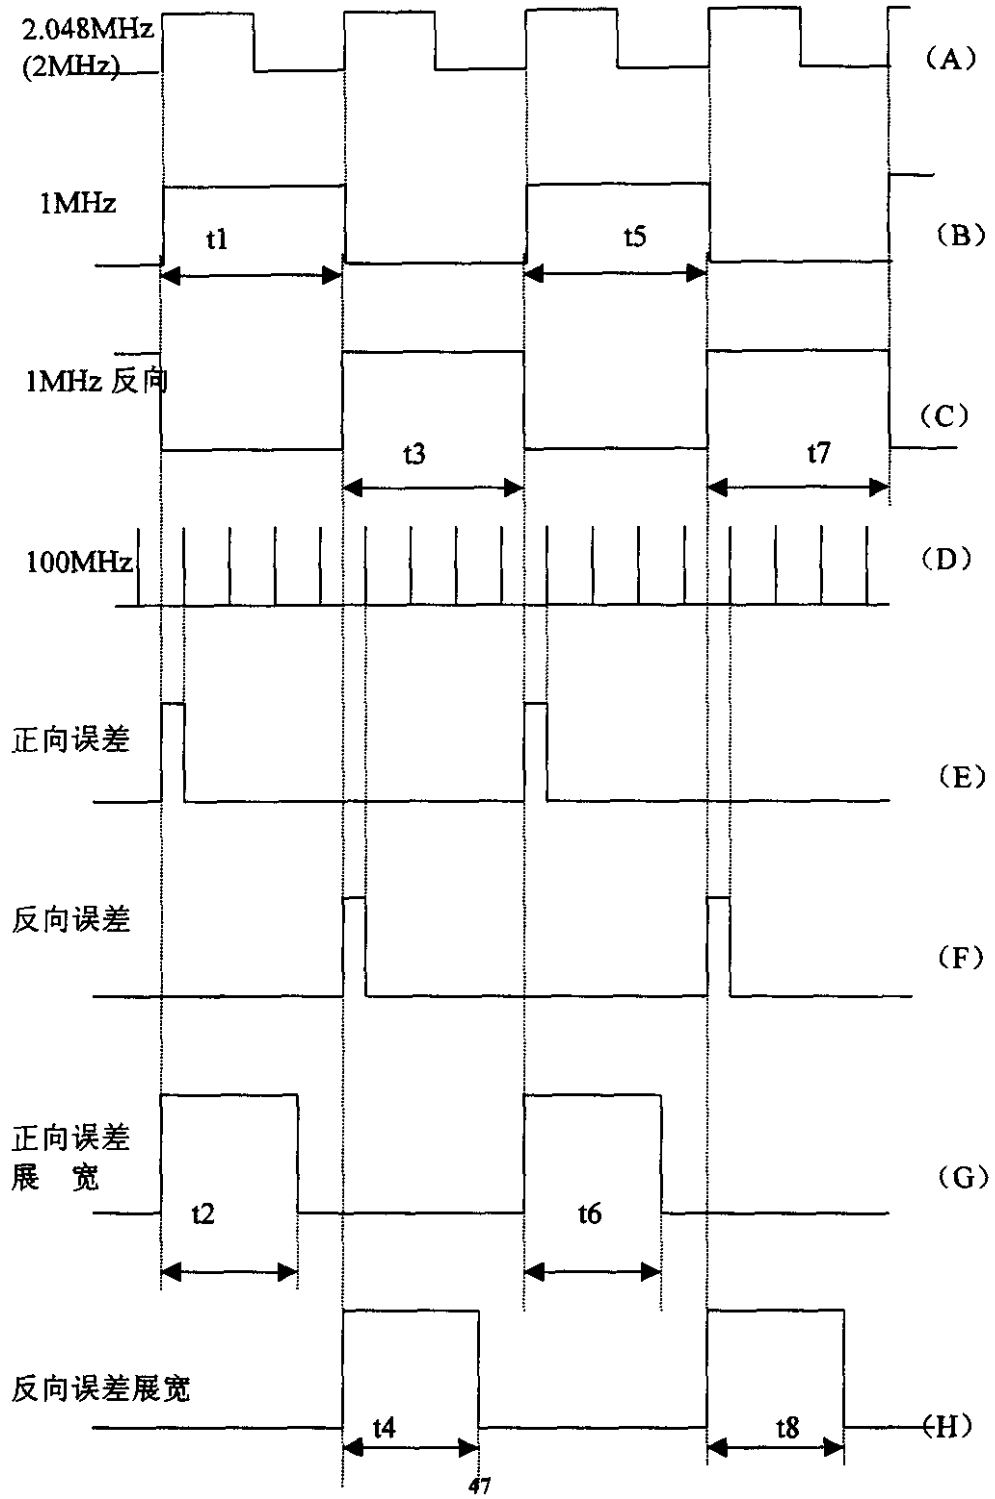 2.048MHz
(2MHz)
(A)
1MHz
t1
t5
(B)
1MHz 反向
(C)
t3
t7
100MHz
(D)
正向误差
(E)
反向误差
(F)
正向误差
展 宽
(G)
t2
t6
反向误差展宽
t4
t8
(H)
47